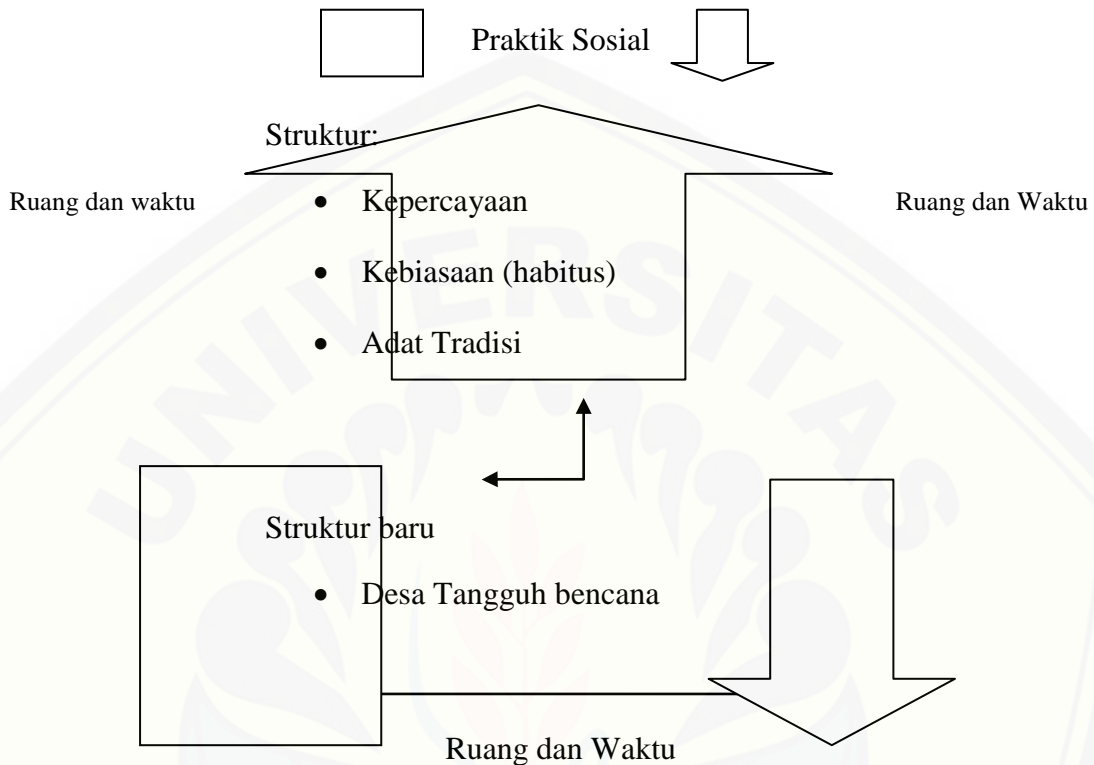 Praktik Sosial
Struktur:
Ruang dan waktu
• Kepercayaan
Ruang dan Waktu
• Kebiasaan (habitus)
• Adat Tradisi
UNIVERSITAS
Struktur baru
• Desa Tangguh bencana
Ruang dan Waktu